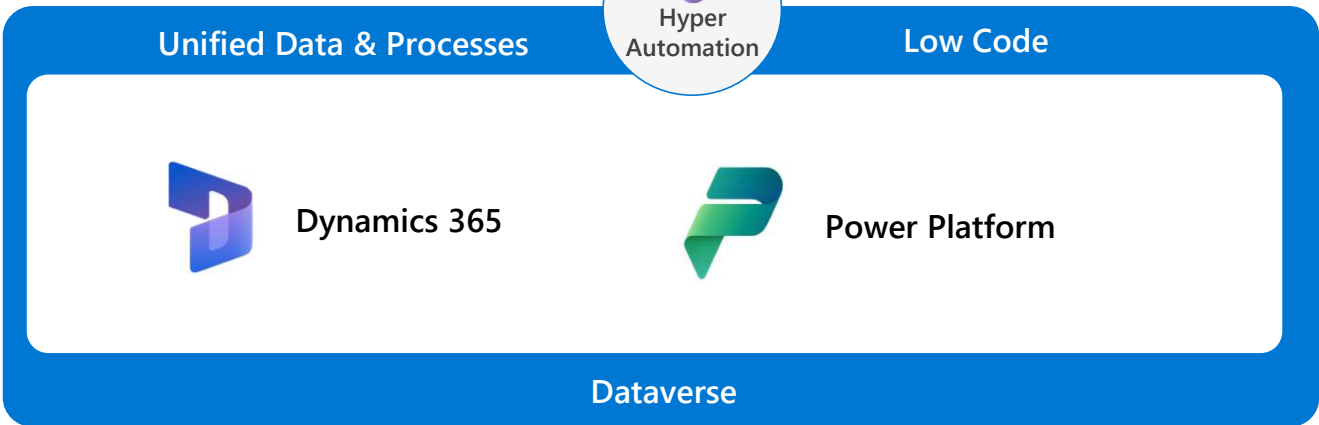 Hyper
Automation
Unified Data & Processes
Low Code
Dynamics 365
Power Platform
Dataverse